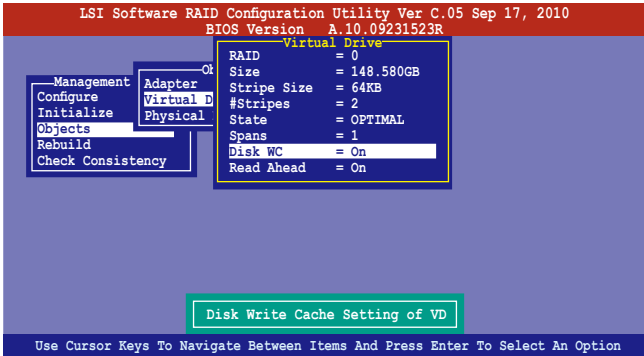 LSI Software RAID Configuration Utility Ver C.05 Sep 17, 2010
BIOS Version A.10.09231523R
Management
Configure
Initialize
Objects
Rebuild
Check Consistency
Ob
Adapter
Virtual D
Physical
Virtual Drive
RAID = 0
Size = 148.580GB
Stripe Size = 64KB
#Stripes = 2
State = OPTIMAL
Spans = 1
Disk WC = On
Read Ahead = On
Disk Write Cache Setting of VD
Use Cursor Keys To Navigate Between Items And Press Enter To Select An Option